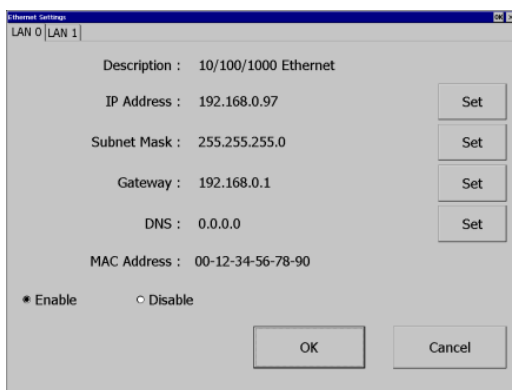 Ethernet Settings OK ×
LAN 0 LAN 1
Description : 10/100/1000 Ethernet
IP Address : 192.168.0.97 Set
Subnet Mask : 255.255.255.0 Set
Gateway : 192.168.0.1 Set
DNS : 0.0.0.0 Set
MAC Address : 00-12-34-56-78-90
Enable Disable
OK Cancel